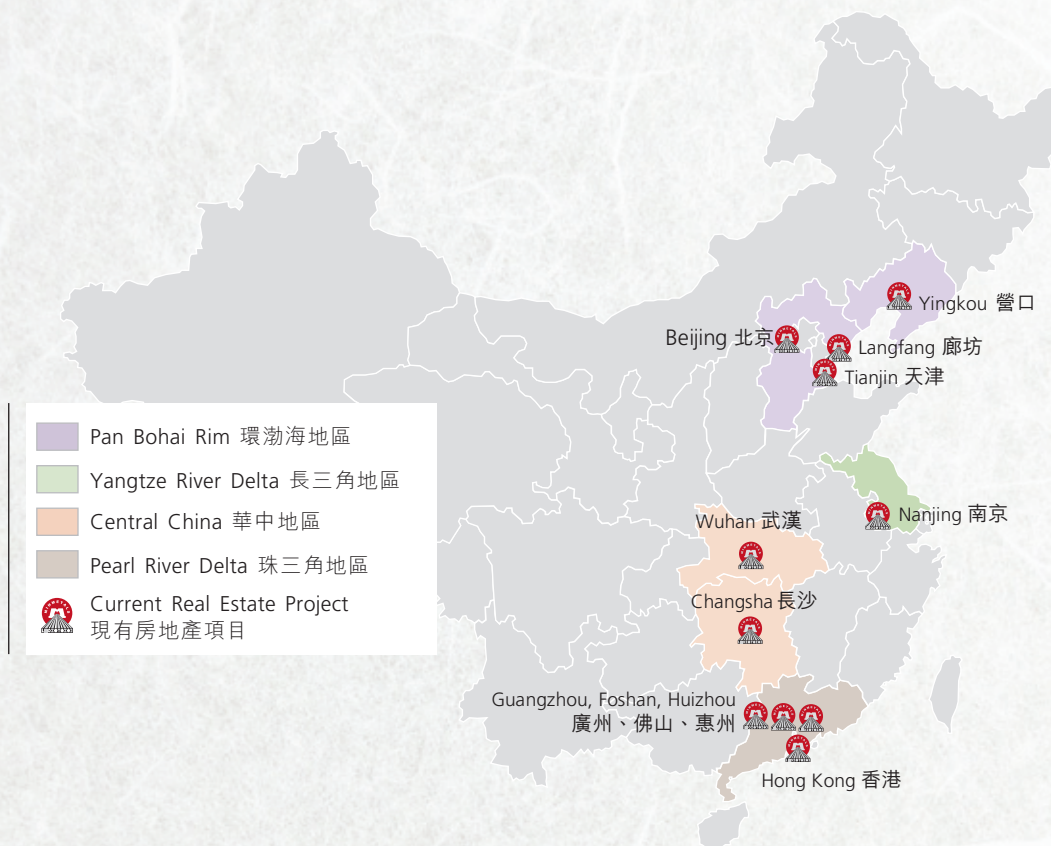 Yingkou 營口
Beijing 北京
Langfang 廊坊
Tianjin 天津
Pan Bohai Rim 環渤海地區
Yangtze River Delta 長三角地區
Central China 華中地區
Pearl River Delta 珠三角地區
Current Real Estate Project
現有房地產項目
Nanjing 南京
Wuhan 武漢
Changsha 長沙
Guangzhou, Foshan, Huizhou
廣州、佛山、惠州
Hong Kong 香港